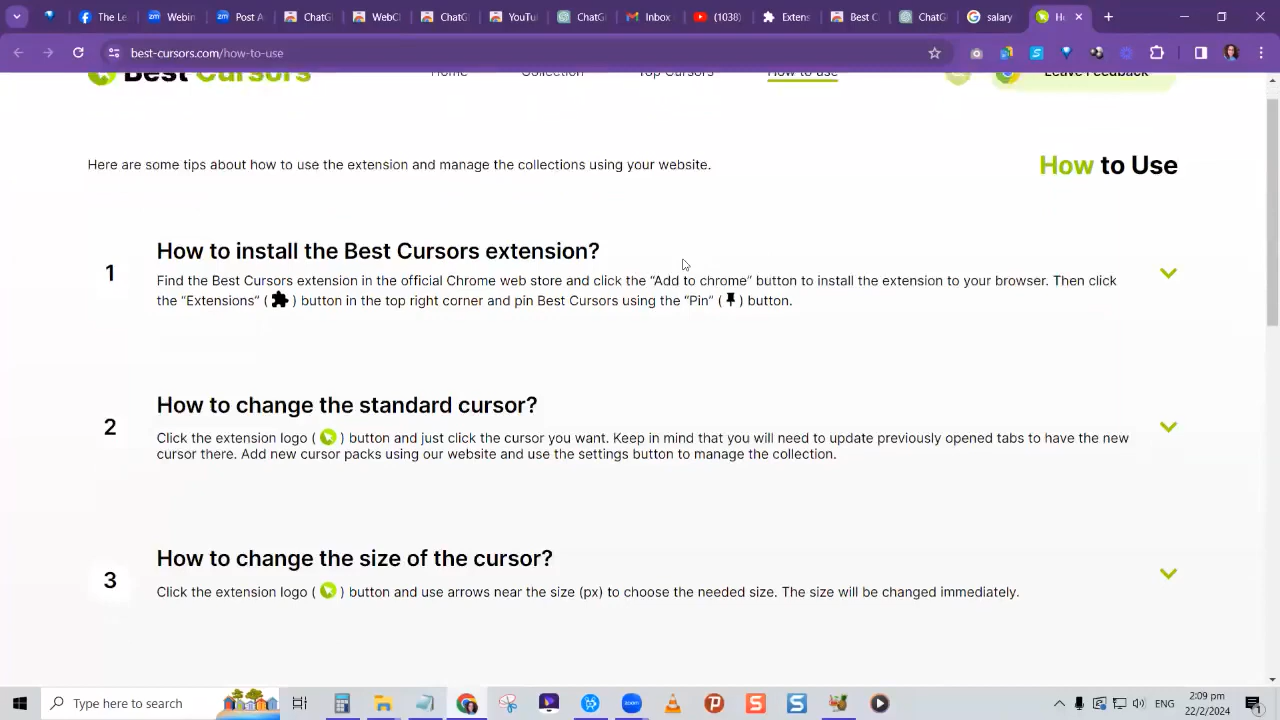 The Le
Webin
Post A
ChatG
WebC
ChatG
YouTu
ChatG
Inbox
(1038)
Extens
Best C
ChatG
salary
Ho
best-cursors.com/how-to-use
Best Cursors
Home
Collection
Top Cursors
How to use
Leave Feedback
Here are some tips about how to use the extension and manage the collections using your website.
How to Use
1
How to install the Best Cursors extension?
Find the Best Cursors extension in the official Chrome web store and click the “Add to chrome” button to install the extension to your browser. Then click
the “Extensions” ( ) button in the top right corner and pin Best Cursors using the “Pin” ( ) button.
2
How to change the standard cursor?
Click the extension logo ( ) button and just click the cursor you want. Keep in mind that you will need to update previously opened tabs to have the new
cursor there. Add new cursor packs using our website and use the settings button to manage the collection.
3
How to change the size of the cursor?
Click the extension logo ( ) button and use arrows near the size (px) to choose the needed size. The size will be changed immediately.
Type here to search
zoom
ENG
2:09 pm
22/2/2024
1